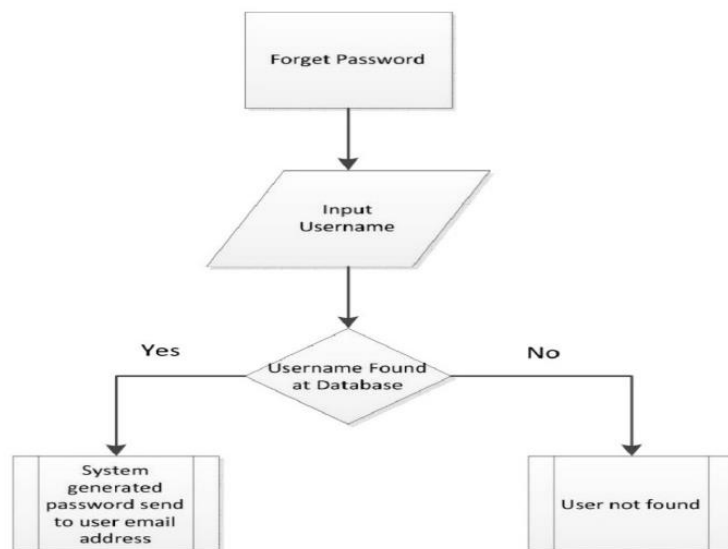 Forget Password
Input
Username
Yes
No
Username Found
at Database
System
generated
password send
to user email
address
User not found